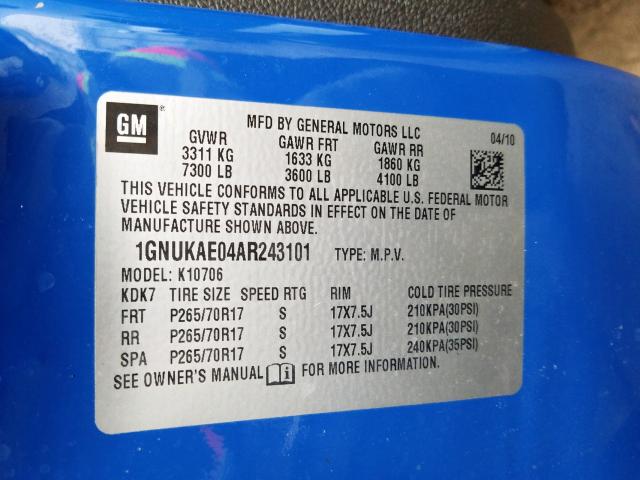 GM ®
MFD BY GENERAL MOTORS LLC 04/10
GVWR GAWR FRT GAWR RR
3311 KG 1633 KG 1860 KG
7300 LB 3600 LB 4100 LB
THIS VEHICLE CONFORMS TO ALL APPLICABLE U.S. FEDERAL MOTOR
VEHICLE SAFETY STANDARDS IN EFFECT ON THE DATE OF
MANUFACTURE SHOWN ABOVE.
1GNUKAE04AR243101 TYPE: M.P.V.
MODEL: K10706
KDK7 TIRE SIZE SPEED RTG RIM COLD TIRE PRESSURE
FRT P265/70R17 S 17X7.5J 210KPA(30PSI)
RR P265/70R17 S 17X7.5J 210KPA(30PSI)
SPA P265/70R17 S 17X7.5J 240KPA(35PSI)
SEE OWNER'S MANUAL FOR MORE INFORMATION.